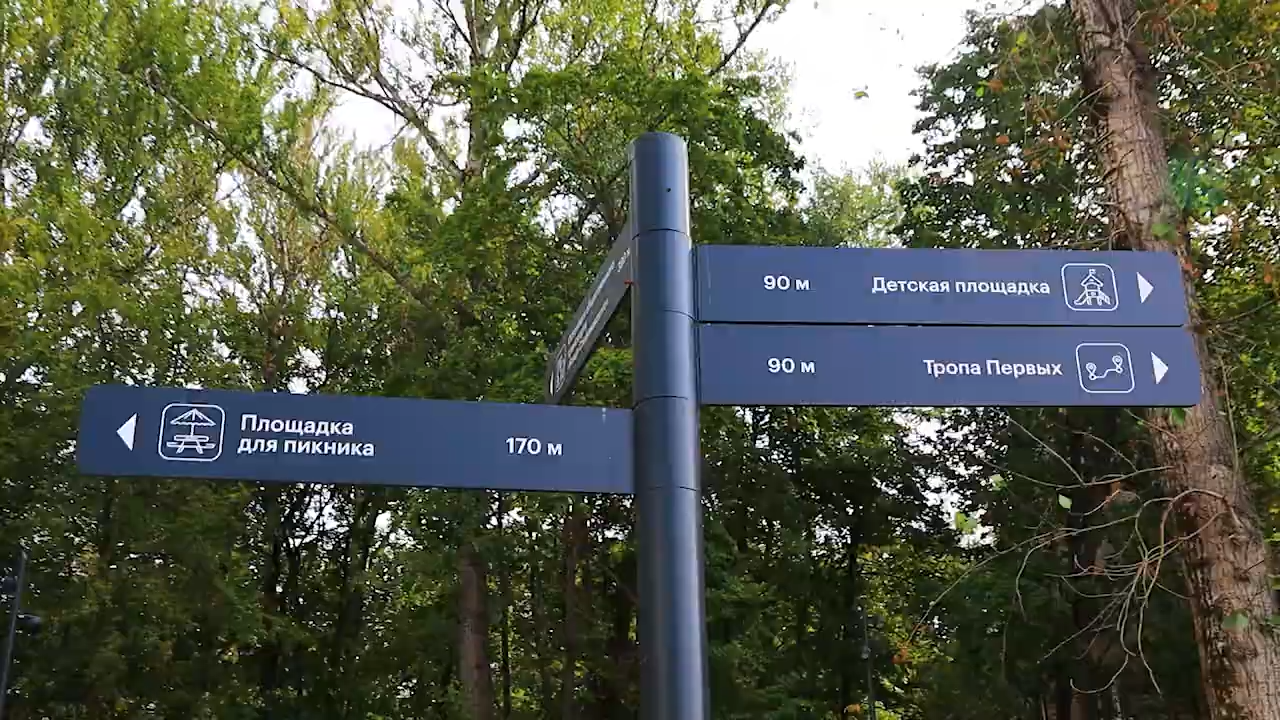 90 м Детская площадка
90 м Тропа Первых
Площадка
для пикника
170 м